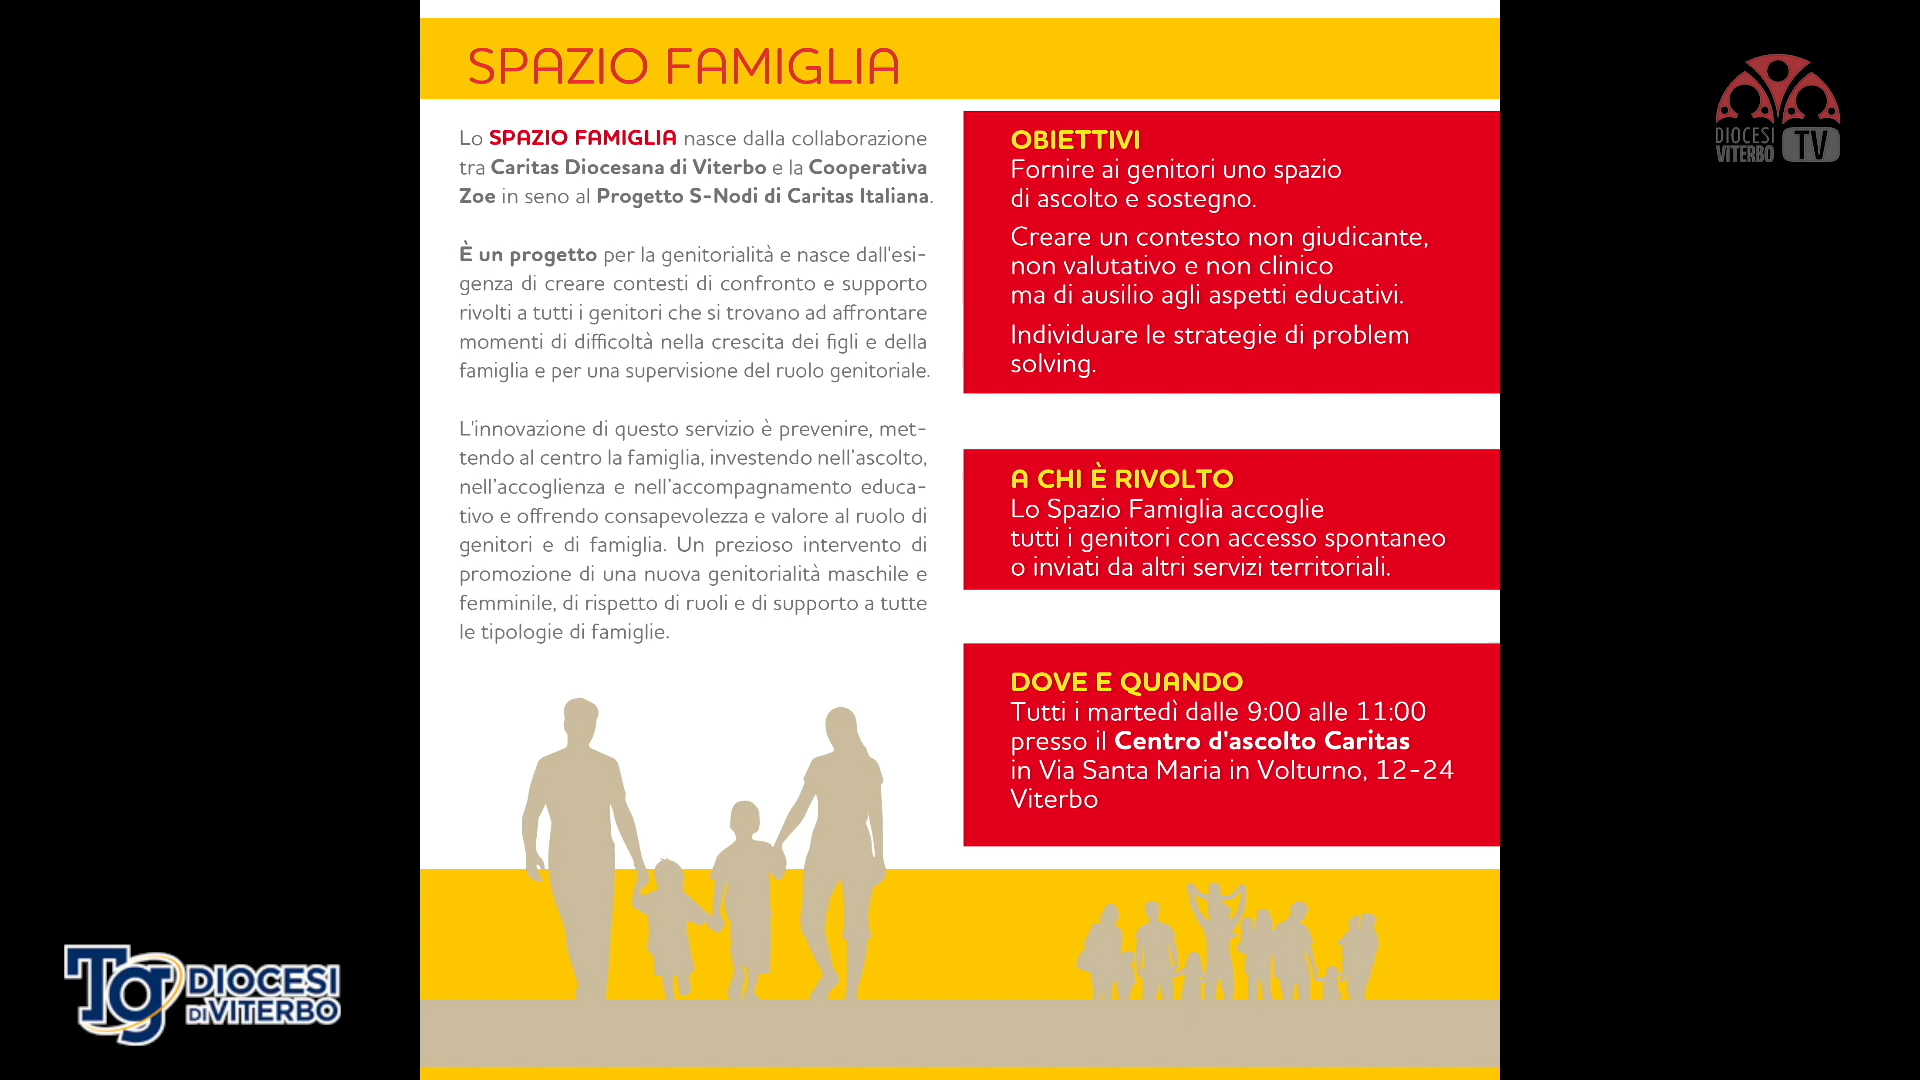 SPAZIO FAMIGLIA
Lo SPAZIO FAMIGLIA nasce dalla collaborazione
tra Caritas Diocesana di Viterbo e la Cooperativa
Zoe in seno al Progetto S-Nodi di Caritas Italiana.
È un progetto per la genitorialità e nasce dall'esi-
genza di creare contesti di confronto e supporto
rivolti a tutti i genitori che si trovano ad affrontare
momenti di difficoltà nella crescita dei figli e della
famiglia e per una supervisione del ruolo genitoriale.
L'innovazione di questo servizio è prevenire, met-
tendo al centro la famiglia, investendo nell’ascolto,
nell’accoglienza e nell’accompagnamento educa-
tivo e offrendo consapevolezza e valore al ruolo di
genitori e di famiglia. Un prezioso intervento di
promozione di una nuova genitorialità maschile e
femminile, di rispetto di ruoli e di supporto a tutte
le tipologie di famiglie.
OBIETTIVI
Fornire ai genitori uno spazio
di ascolto e sostegno.
Creare un contesto non giudicante,
non valutativo e non clinico
ma di ausilio agli aspetti educativi.
Individuare le strategie di problem
solving.
A CHI È RIVOLTO
Lo Spazio Famiglia accoglie
tutti i genitori con accesso spontaneo
o inviati da altri servizi territoriali.
DOVE E QUANDO
Tutti i martedì dalle 9:00 alle 11:00
presso il Centro d'ascolto Caritas
in Via Santa Maria in Volturno, 12-24
Viterbo
DIOCESI
VITERBO TV
Tg DIOCESI
DI VITERBO